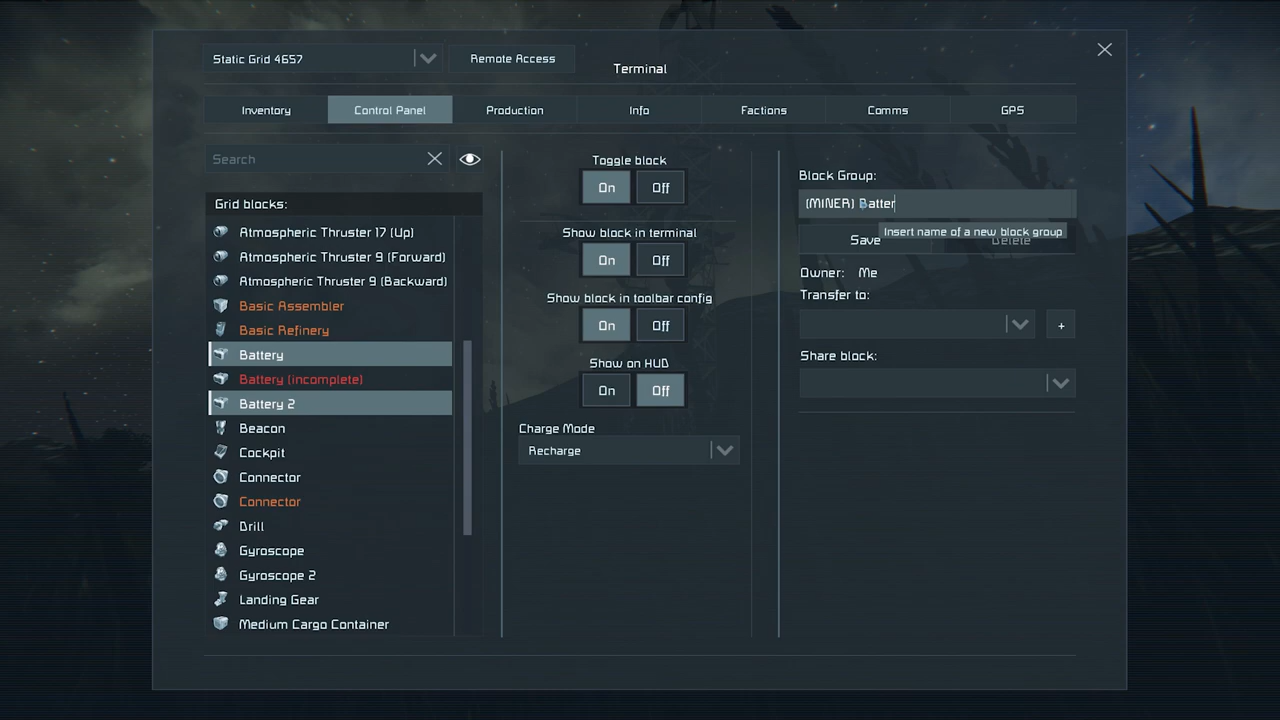 Static Grid 4657
Remote Access
Terminal
Inventory
Control Panel
Production
Info
Factions
Comms
GPS
Search
Grid blocks:
Atmospheric Thruster 17 (Up)
Atmospheric Thruster 9 (Forward)
Atmospheric Thruster 9 (Backward)
Basic Assembler
Basic Refinery
Battery
Battery (incomplete)
Battery 2
Beacon
Cockpit
Connector
Connector
Drill
Gyroscope
Gyroscope 2
Landing Gear
Medium Cargo Container
Toggle block
On Off
Show block in terminal
On Off
Show block in toolbar config
On Off
Show on HUD
On Off
Charge Mode
Recharge
Block Group:
(MINER) Batter
Insert name of a new block group
Save Delete
Owner: Me
Transfer to:
+
Share block: